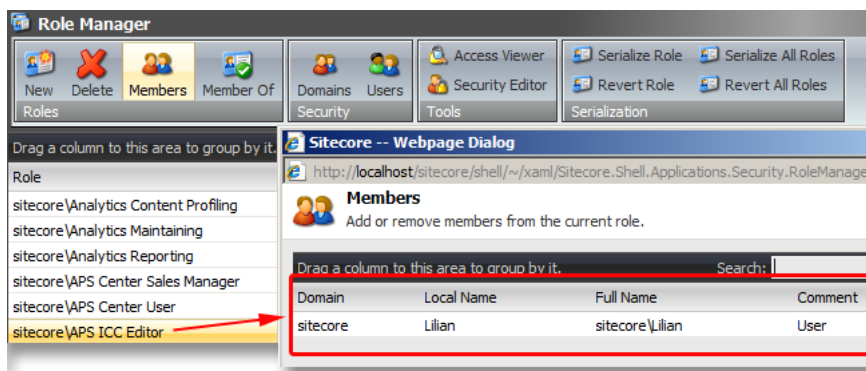 Role Manager
New Delete Members Member Of
Roles
Domains Users
Security
Access Viewer
Security Editor
Tools
Serialize Role Serialize All Roles
Revert Role Revert All Roles
Serialization
Drag a column to this area to group by it.
Role
sitecore\Analytics Content Profiling
sitecore\Analytics Maintaining
sitecore\Analytics Reporting
sitecore\APS Center Sales Manager
sitecore\APS Center User
sitecore\APS ICC Editor
Sitecore -- Webpage Dialog
http://localhost/sitecore/shell/~/xaml/Sitecore.Shell.Applications.Security.RoleManage
Members
Add or remove members from the current role.
Drag a column to this area to group by it. Search:
Domain Local Name Full Name Comment
sitecore Lilian sitecore\Lilian User